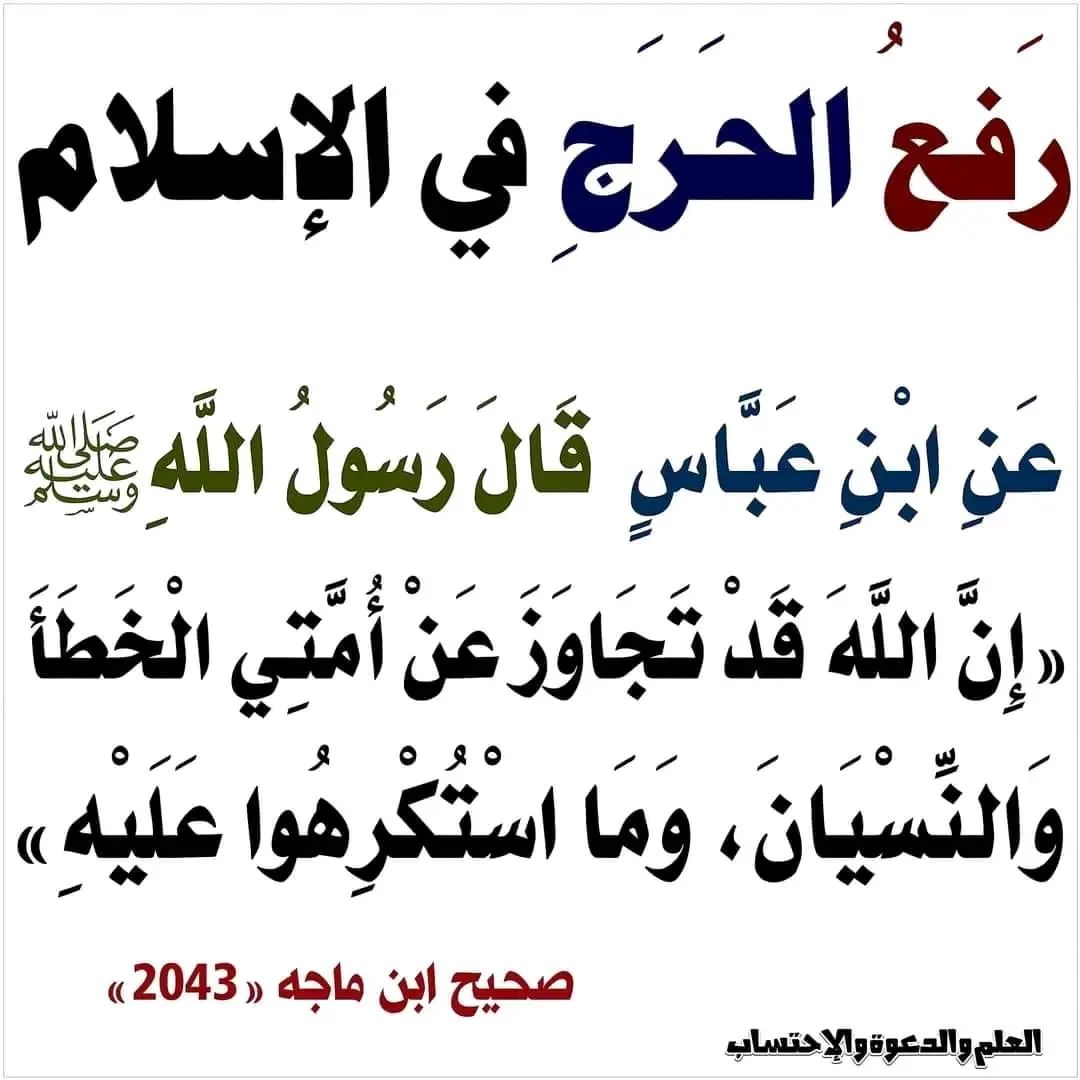 رَفعُ الحَرَجِ في الإسلام
عَنِ ابْنِ عَبَّاسٍ قَالَ رَسُولُ اللَّهِ ﷺ
«إِنَّ اللَّهَ قَدْ تَجَاوَزَ عَنْ أُمَّتِي الْخَطَأَ
وَالنِّسْيَانَ، وَمَا اسْتُكْرِهُوا عَلَيْهِ»
صحيح ابن ماجه «2043»
العلم والدعوة والإحتساب